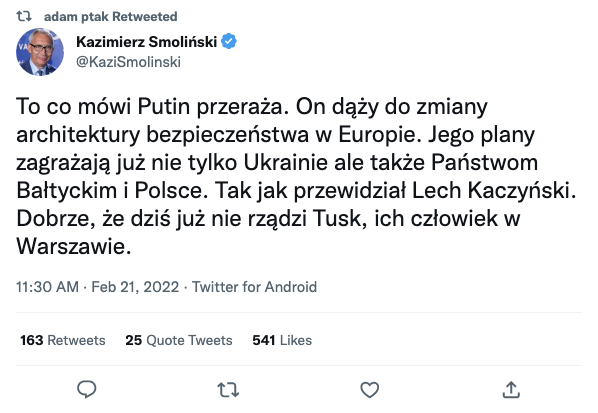 adam ptak Retweeted
Kazimierz Smoliński
@KaziSmolinski
To co mówi Putin przeraża. On dąży do zmiany
architektury bezpieczeństwa w Europie. Jego plany
zagrażają już nie tylko Ukrainie ale także Państwom
Bałtyckim i Polsce. Tak jak przewidział Lech Kaczyński.
Dobrze, że dziś już nie rządzi Tusk, ich człowiek w
Warszawie.
11:30 AM · Feb 21, 2022 · Twitter for Android
163 Retweets 25 Quote Tweets 541 Likes